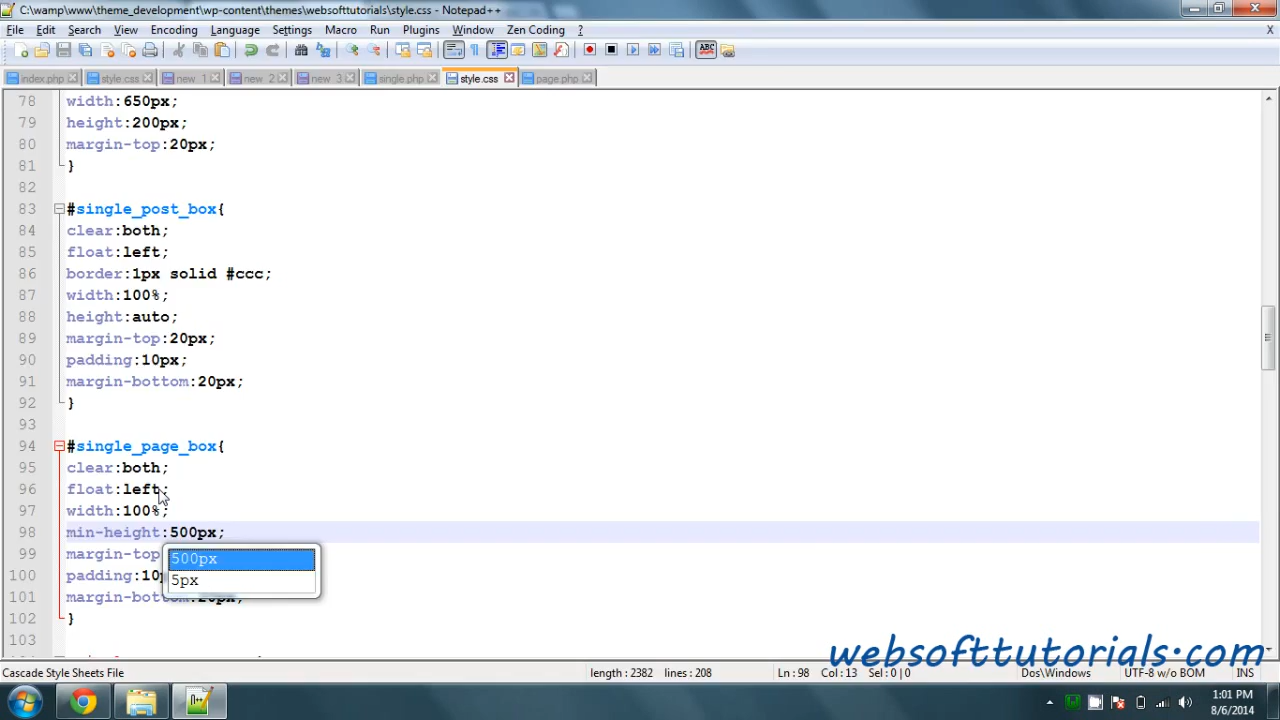 C:\wamp\www\theme_development\wp-content\themes\websofttutorials\style.css - Notepad++
File Edit Search View Encoding Language Settings Macro Run Plugins Window Zen Coding ? X
index.php style.css new 1 new 2 new 3 single.php style.css page.php
78 width:650px;
79 height:200px;
80 margin-top:20px;
81 }
82
83 #single_post_box{
84 clear:both;
85 float:left;
86 border:1px solid #ccc;
87 width:100%;
88 height:auto;
89 margin-top:20px;
90 padding:10px;
91 margin-bottom:20px;
92 }
93
94 #single_page_box{
95 clear:both;
96 float:left;
97 width:100%;
98 min-height:500px;
99 margin-top
500px
100 padding:10
5px
101 margin-bottom:20px;
102 }
103
websofttutorials.com
Cascade Style Sheets File length : 2382 lines : 208 Ln : 98 Col : 13 Sel : 0 | 0 Dos\Windows UTF-8 w/o BOM INS
1:01 PM
8/6/2014